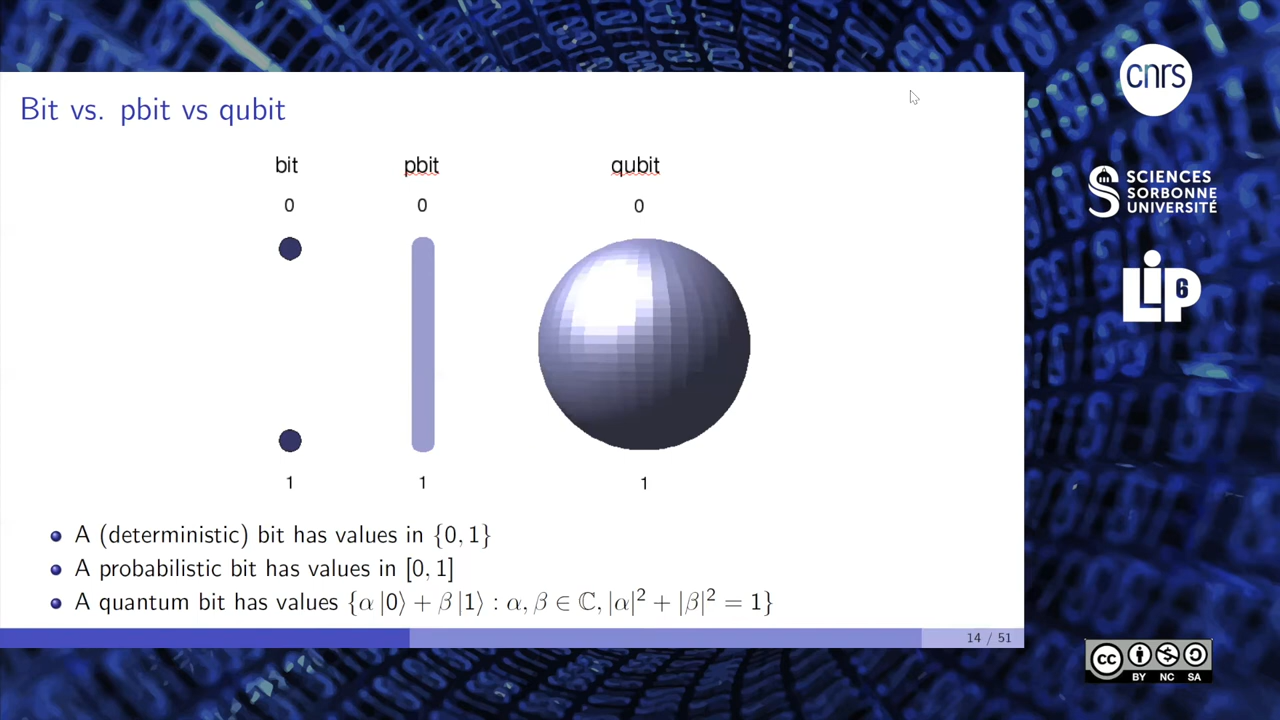 Bit vs. pbit vs qubit
bit pbit qubit
0 0 0
1 1 1
A (deterministic) bit has values in {0, 1}
A probabilistic bit has values in [0, 1]
A quantum bit has values {α |0⟩ + β |1⟩ : α, β ∈ ℂ, |α|² + |β|² = 1}
14 / 51
cnrs
SCIENCES
SORBONNE
UNIVERSITÉ
LIP6
cc BY NC SA